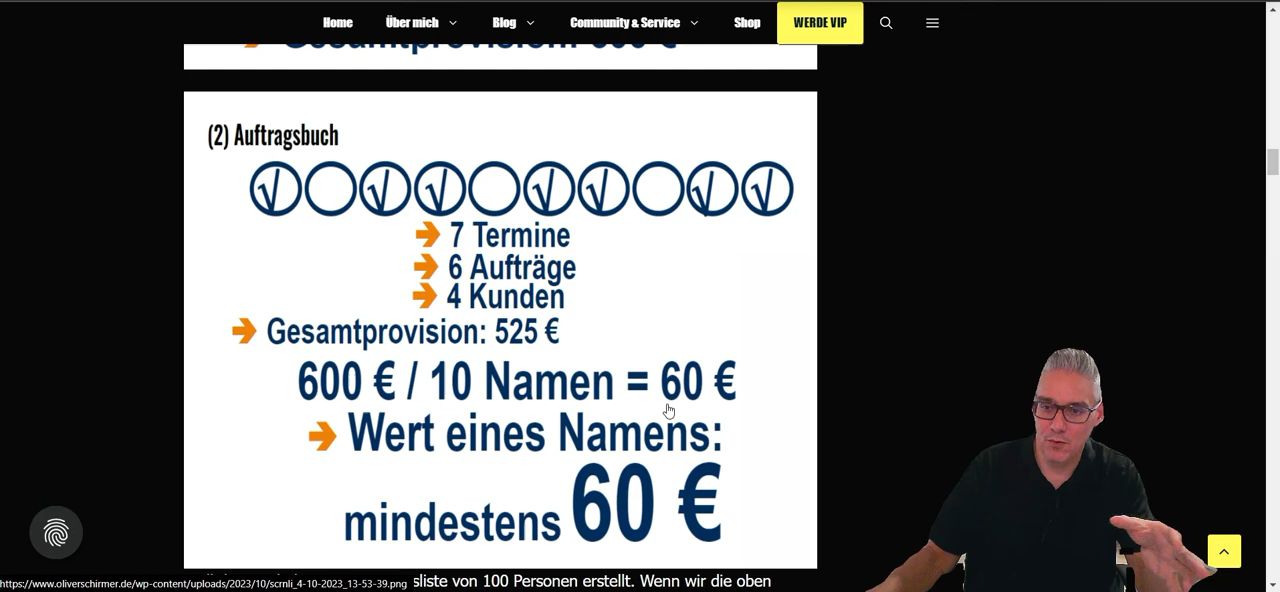 Home Über mich Blog Community & Service Shop WERDE VIP
Gesamtprovision: 600 €
(2) Auftragsbuch
7 Termine
6 Aufträge
4 Kunden
Gesamtprovision: 525 €
600 € / 10 Namen = 60 €
Wert eines Namens:
mindestens 60 €
sliste von 100 Personen erstellt. Wenn wir die oben
https://www.oliverschirmer.de/wp-content/uploads/2023/10/scrnli_4-10-2023_13-53-39.png